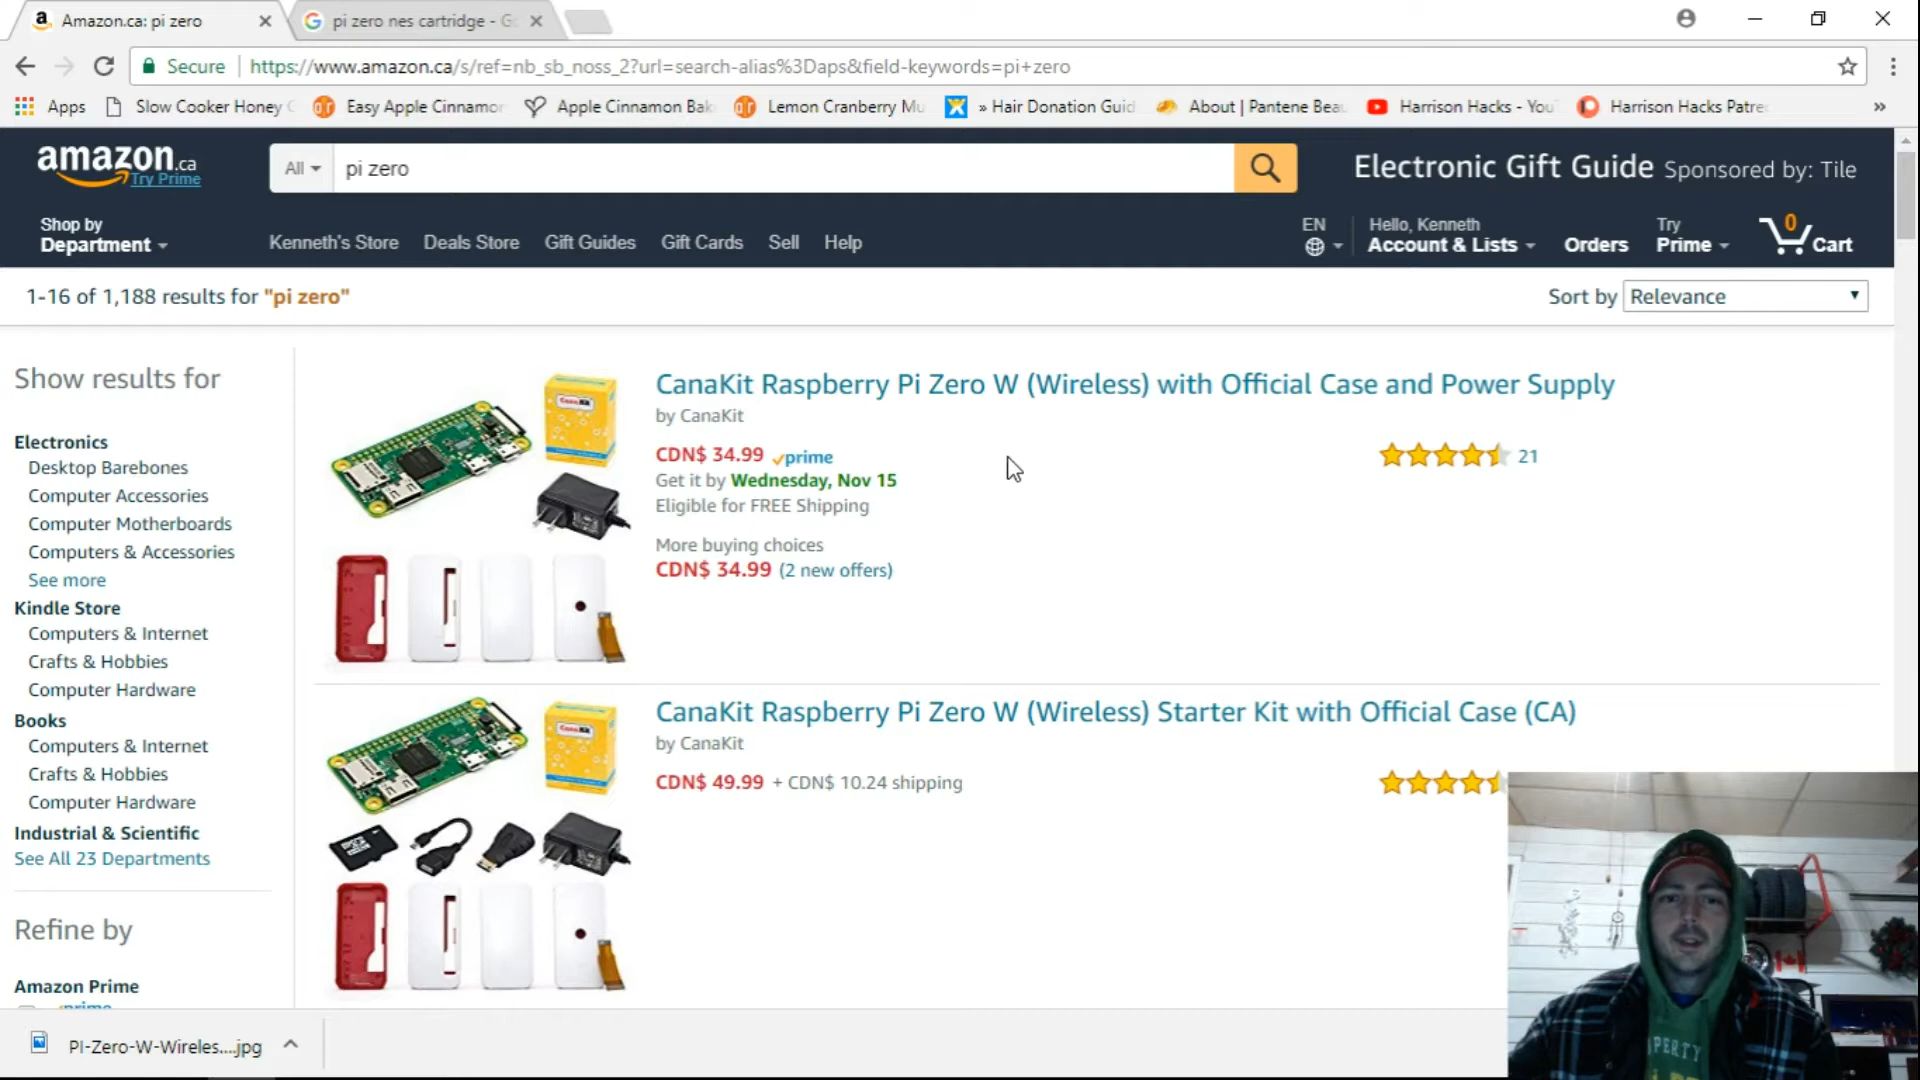 Amazon.ca: pi zero
pi zero nes cartridge - Go
Secure https://www.amazon.ca/s/ref=nb_sb_noss_2?url=search-alias%3Daps&field-keywords=pi+zero
Apps Slow Cooker Honey Easy Apple Cinnamon Apple Cinnamon Bak Lemon Cranberry Mu » Hair Donation Guid About | Pantene Bea Harrison Hacks - You Harrison Hacks Patre »
amazon.ca
Try Prime
All pi zero
Electronic Gift Guide Sponsored by: Tile
Shop by
Department
Kenneth's Store Deals Store Gift Guides Gift Cards Sell Help
EN
Hello, Kenneth
Account & Lists
Orders
Try
Prime
0
Cart
1-16 of 1,188 results for "pi zero"
Sort by Relevance
Show results for
Electronics
Desktop Barebones
Computer Accessories
Computer Motherboards
Computers & Accessories
See more
Kindle Store
Computers & Internet
Crafts & Hobbies
Computer Hardware
Books
Computers & Internet
Crafts & Hobbies
Computer Hardware
Industrial & Scientific
See All 23 Departments
Refine by
Amazon Prime
prime
CanaKit Raspberry Pi Zero W (Wireless) with Official Case and Power Supply
by CanaKit
CDN$ 34.99 prime
Get it by Wednesday, Nov 15
Eligible for FREE Shipping
More buying choices
CDN$ 34.99 (2 new offers)
21
CanaKit Raspberry Pi Zero W (Wireless) Starter Kit with Official Case (CA)
by CanaKit
CDN$ 49.99 + CDN$ 10.24 shipping
PI-Zero-W-Wireles....jpg